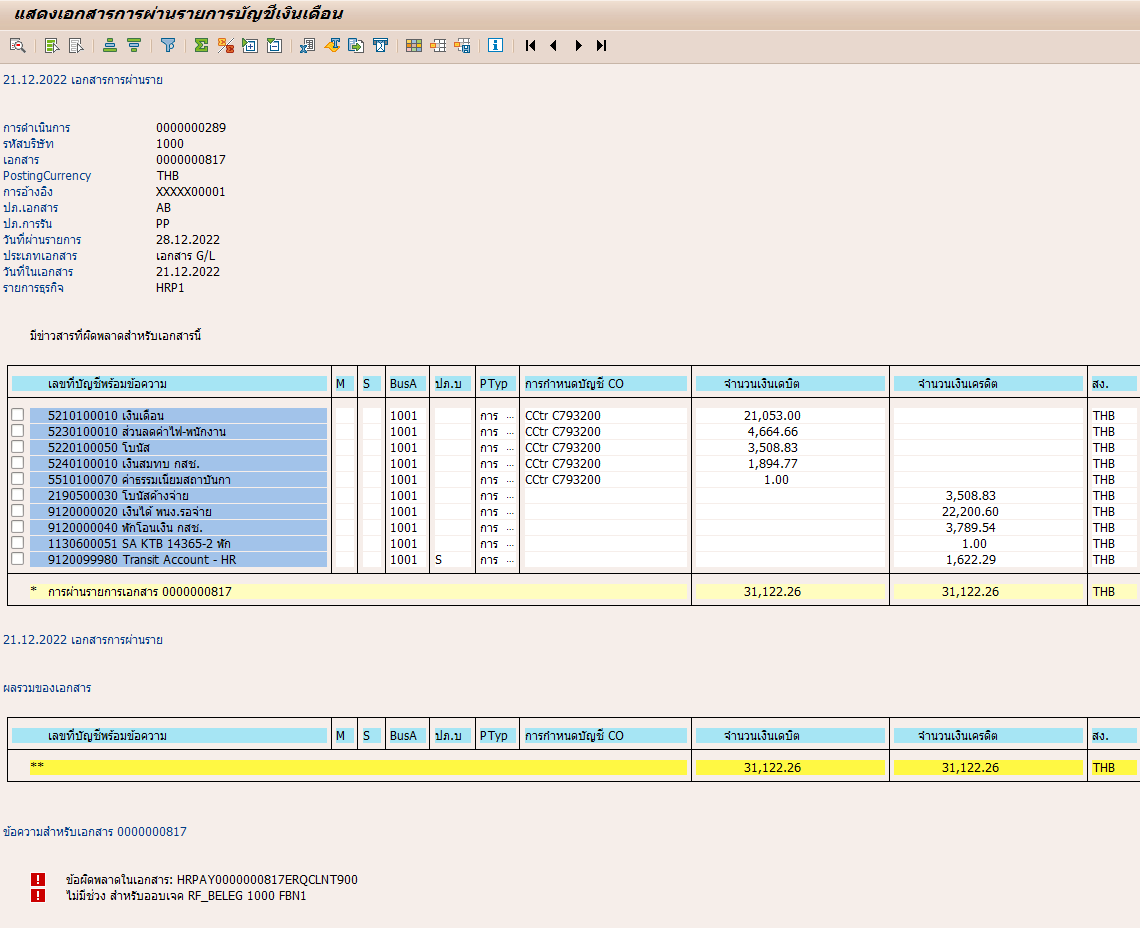 แสดงเอกสารการผ่านรายการบัญชีเงินเดือน
21.12.2022 เอกสารการผ่านราย
การดำเนินการ 0000000289
รหัสบริษัท 1000
เอกสาร 0000000817
PostingCurrency THB
การอ้างอิง XXXXX00001
ปภ.เอกสาร AB
ปภ.การรัน PP
วันที่ผ่านรายการ 28.12.2022
ประเภทเอกสาร เอกสาร G/L
วันที่ในเอกสาร 21.12.2022
รายการธุรกิจ HRP1
มีข่าวสารที่ผิดพลาดสำหรับเอกสารนี้
เลขที่บัญชีพร้อมข้อความ M S BusA ปภ.บ PTyp การกำหนดบัญชี CO จำนวนเงินเดบิต จำนวนเงินเครดิต สง.
5210100010 เงินเดือน 1001 การ ... CCtr C793200 21,053.00 THB
5230100010 ส่วนลดค่าไฟ-พนักงาน 1001 การ ... CCtr C793200 4,664.66 THB
5220100050 โบนัส 1001 การ ... CCtr C793200 3,508.83 THB
5240100010 เงินสมทบ กสช. 1001 การ ... CCtr C793200 1,894.77 THB
5510100070 ค่าธรรมเนียมสถาบันกา 1001 การ ... CCtr C793200 1.00 THB
2190500030 โบนัสค้างจ่าย 1001 การ ... 3,508.83 THB
9120000020 เงินได้ พนง.รอจ่าย 1001 การ ... 22,200.60 THB
9120000040 พักโอนเงิน กสช. 1001 การ ... 3,789.54 THB
1130600051 SA KTB 14365-2 พัก 1001 การ ... 1.00 THB
9120099980 Transit Account - HR 1001 S การ ... 1,622.29 THB
* การผ่านรายการเอกสาร 0000000817 31,122.26 31,122.26 THB
21.12.2022 เอกสารการผ่านราย
ผลรวมของเอกสาร
เลขที่บัญชีพร้อมข้อความ M S BusA ปภ.บ PTyp การกำหนดบัญชี CO จำนวนเงินเดบิต จำนวนเงินเครดิต สง.
** 31,122.26 31,122.26 THB
ข้อความสำหรับเอกสาร 0000000817
ข้อผิดพลาดในเอกสาร: HRPAY0000000817ERQCLNT900
ไม่มีช่วง สำหรับออบเจค RF_BELEG 1000 FBN1